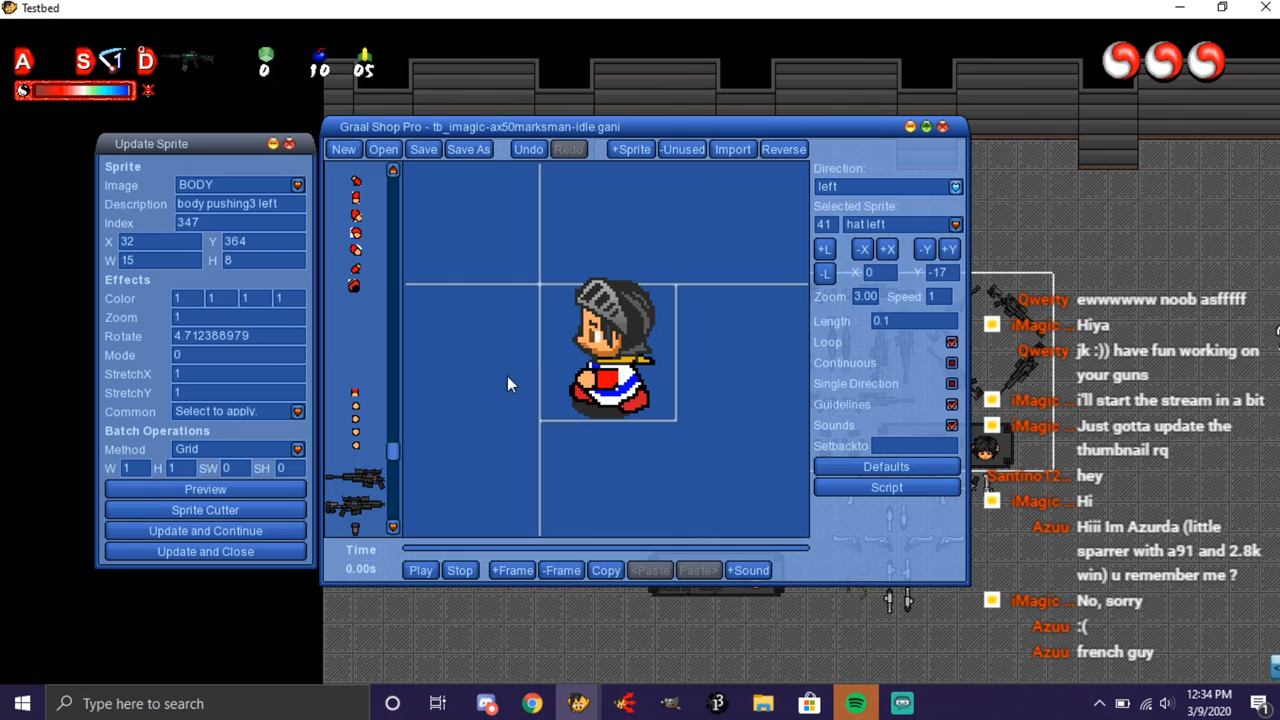 Testbed
A S 1 D
0 10 05
Update Sprite
Sprite
Image BODY
Description body pushing3 left
Index 347
X 32 Y 364
W 15 H 8
Effects
Color 1 1 1 1
Zoom 1
Rotate 4.712388979
Mode 0
StretchX 1
StretchY 1
Common Select to apply.
Batch Operations
Method Grid
W 1 H 1 SW 0 SH 0
Preview
Sprite Cutter
Update and Continue
Update and Close
Graal Shop Pro - tb_imagic-ax50marksman-idle.gani
New Open Save Save As Undo Redo +Sprite -Unused Import Reverse
Direction:
left
Selected Sprite:
41 hat left
+L -X +X -Y +Y
-L X 0 Y -17
Zoom: 3.00 Speed: 1
Length 0.1
Loop
Continuous
Single Direction
Guidelines
Sounds
Setbackto
Defaults
Script
Time
0.00s
Play Stop +Frame -Frame Copy <Paste Paste> +Sound
Qwerty ewwwwww noob asfffff
iMagic ... Hiya
Qwerty jk :)) have fun working on
your guns
iMagic ... i'll start the stream in a bit
iMagic ... Just gotta update the
thumbnail rq
Santino12... hey
iMagic ... Hi
Azuu Hiii Im Azurda (little
sparrer with a91 and 2.8k
win) u remember me ?
iMagic ... No, sorry
Azuu :(
Azuu french guy
Type here to search
12:34 PM
3/9/2020
1